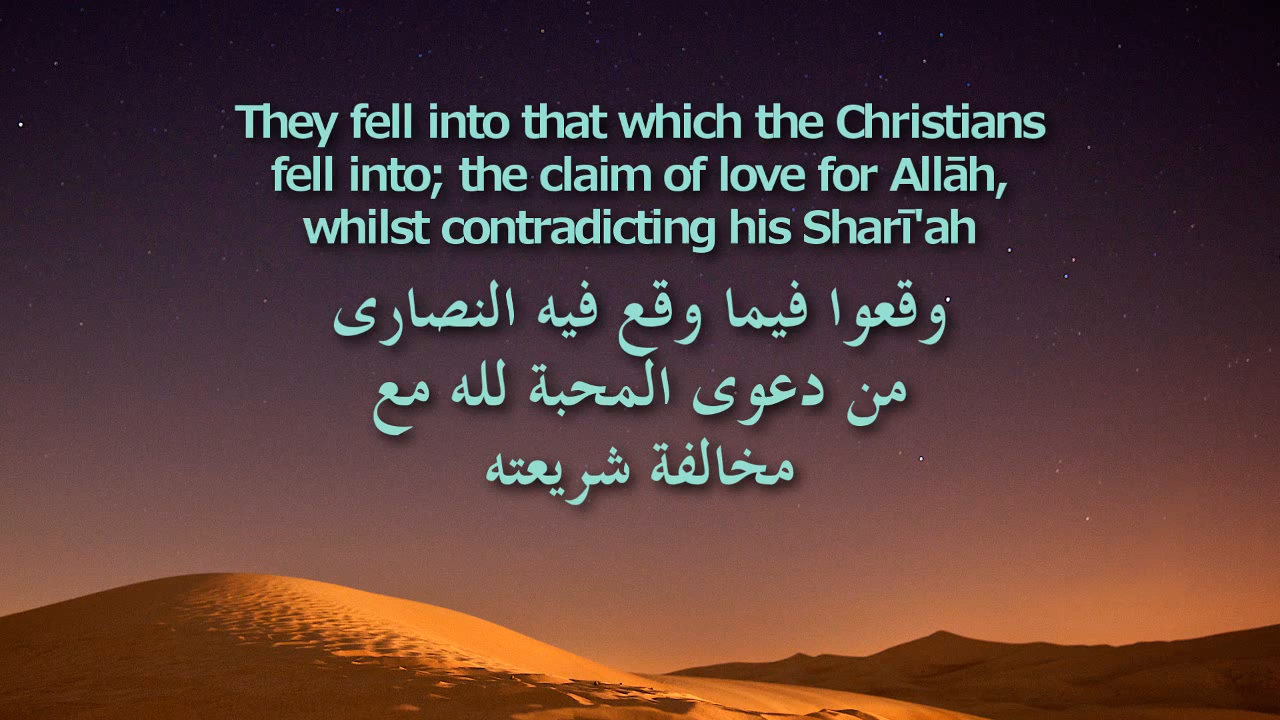 They fell into that which the Christians
fell into; the claim of love for Allāh,
whilst contradicting his Sharī'ah
وقعوا فيما وقع فيه النصارى
من دعوى المحبة لله مع
مخالفة شريعته